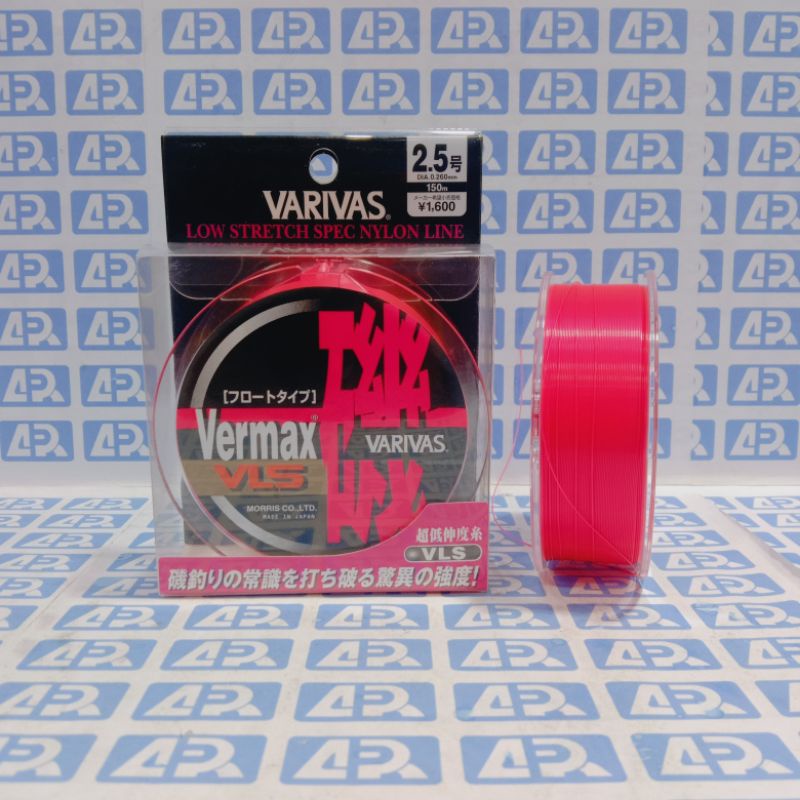 2.5号
DIA. 0.260mm
150m
メーカー希望小売価格
¥1,600
VARIVAS®
LOW STRETCH SPEC NYLON LINE
[フロートタイプ]
Vermax®
VARIVAS®
VLS
MORRIS CO.,LTD.
MADE IN JAPAN
超低伸度糸
VLS
磯釣りの常識を打ち破る驚異の強度!